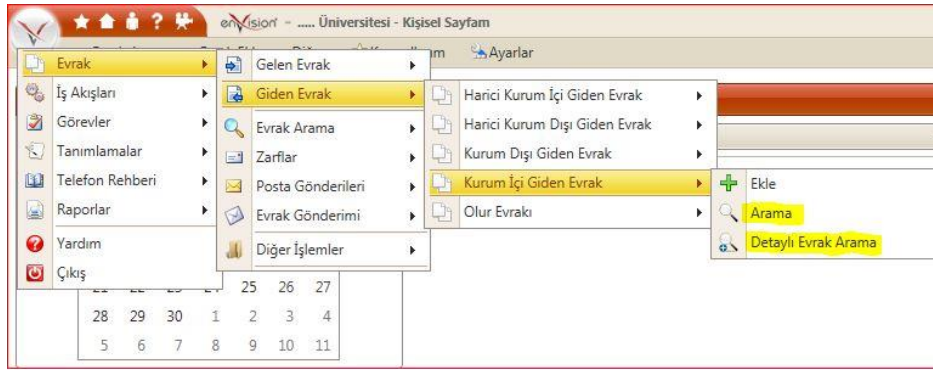 enVision - ..... Üniversitesi - Kişisel Sayfam
Ayarlar
Evrak
İş Akışları
Görevler
Tanımlamalar
Telefon Rehberi
Raporlar
Yardım
Çıkış
Gelen Evrak
Giden Evrak
Evrak Arama
Zarflar
Posta Gönderileri
Evrak Gönderimi
Diğer İşlemler
Harici Kurum İçi Giden Evrak
Harici Kurum Dışı Giden Evrak
Kurum Dışı Giden Evrak
Kurum İçi Giden Evrak
Olur Evrakı
Ekle
Arama
Detaylı Evrak Arama
25 26 27
28 29 30 1 2 3 4
5 6 7 8 9 10 11